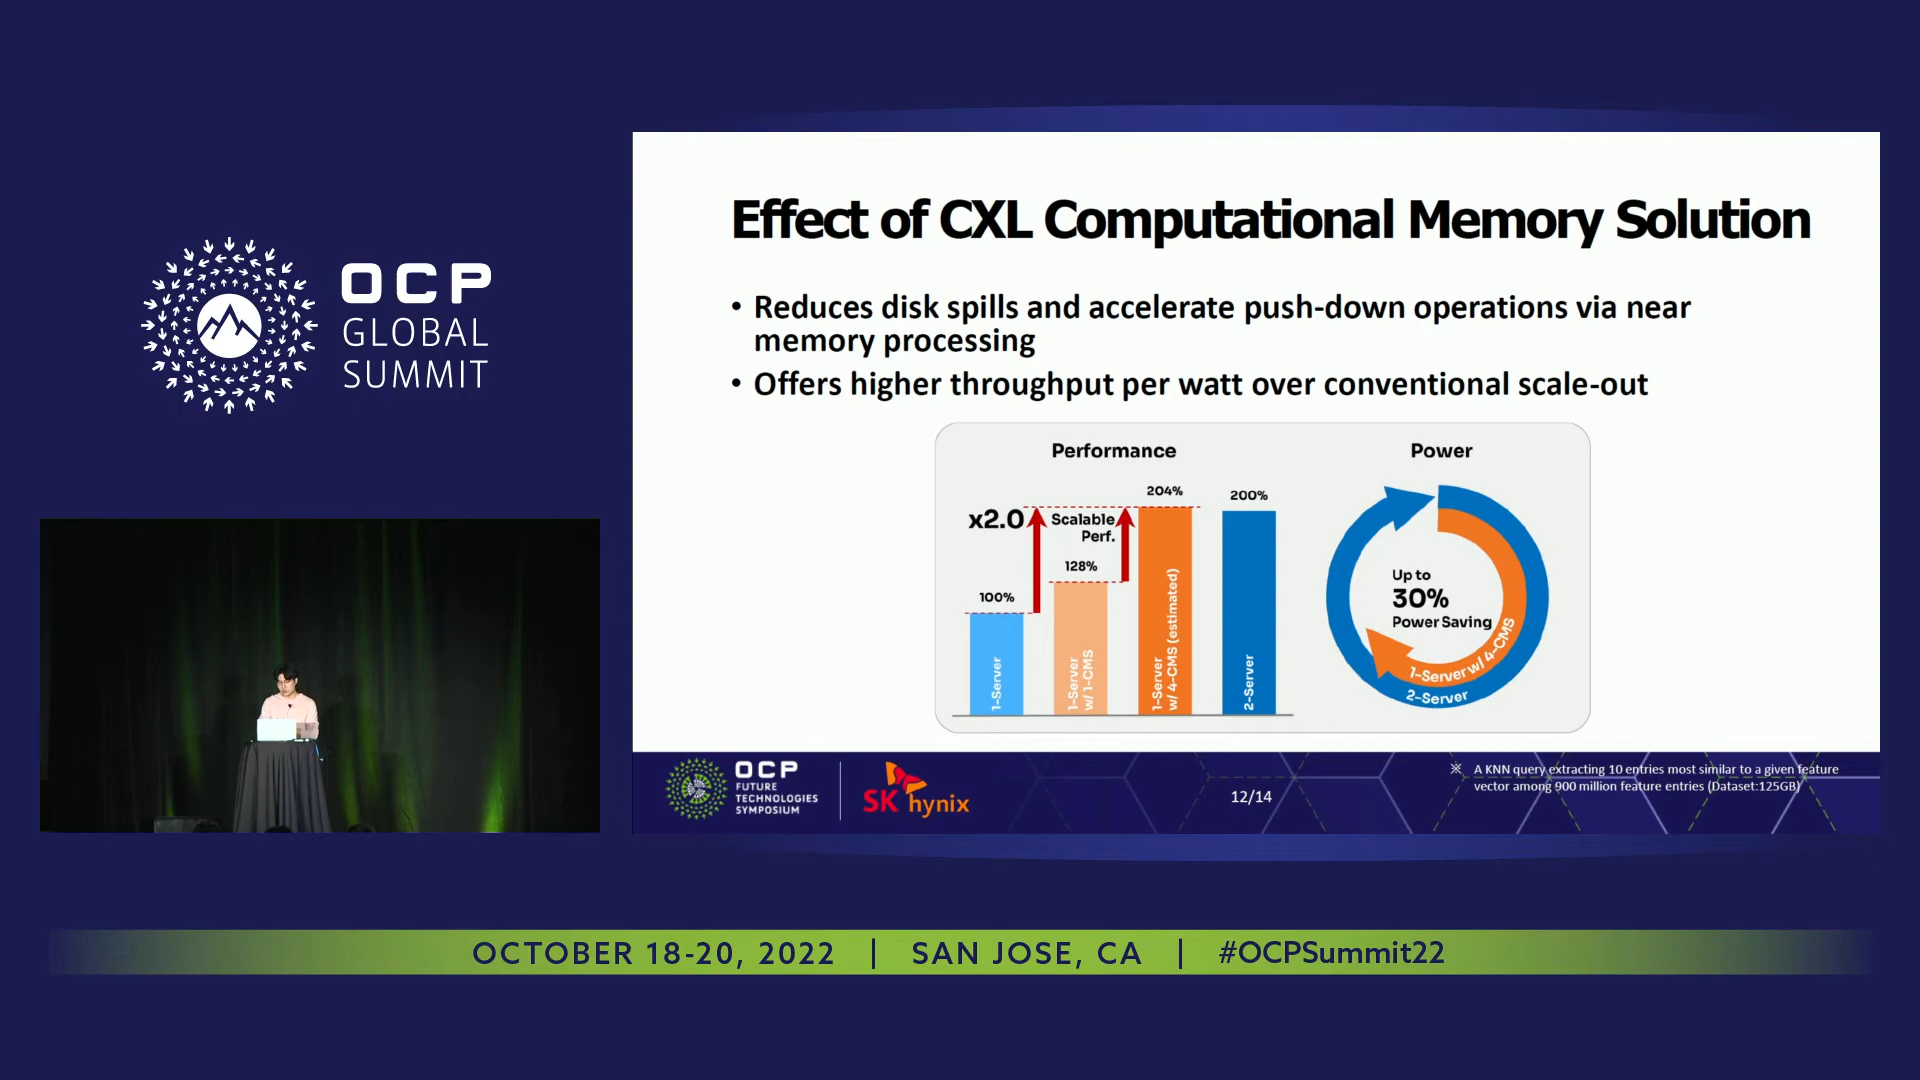 OCP
GLOBAL
SUMMIT
Effect of CXL Computational Memory Solution
• Reduces disk spills and accelerate push-down operations via near
memory processing
• Offers higher throughput per watt over conventional scale-out
Performance
x2.0
Scalable
Perf.
100%
128%
204%
200%
1-Server
1-Server
w/ 1-CMS
1-Server
w/ 4-CMS (estimated)
2-Server
Power
Up to
30%
Power Saving
1-Server w/ 4-CMS
2-Server
OCP
FUTURE
TECHNOLOGIES
SYMPOSIUM
SK hynix
12/14
※ A KNN query extracting 10 entries most similar to a given feature
vector among 900 million feature entries (Dataset:125GB)
OCTOBER 18-20, 2022 | SAN JOSE, CA | #OCPSummit22